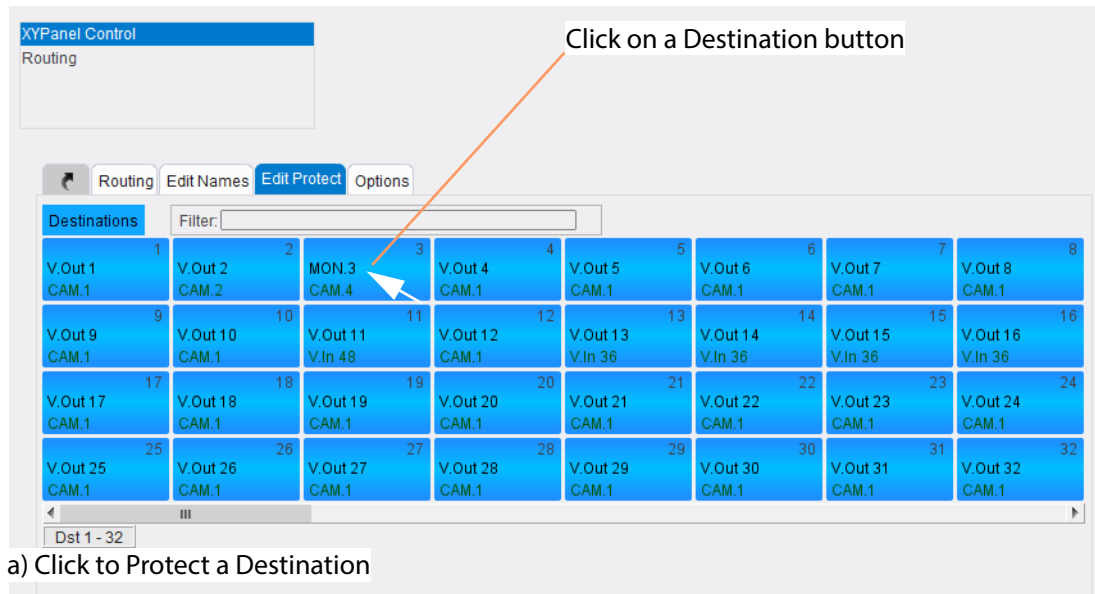 XYPanel Control
Click on a Destination button
Routing
Routing Edit Names Edit Protect Options
Destinations Filter:
1 2 3 4 5 6 7 8
V.Out 1 V.Out 2 MON.3 V.Out 4 V.Out 5 V.Out 6 V.Out 7 V.Out 8
CAM.1 CAM.2 CAM.4 CAM.1 CAM.1 CAM.1 CAM.1 CAM.1
9 10 11 12 13 14 15 16
V.Out 9 V.Out 10 V.Out 11 V.Out 12 V.Out 13 V.Out 14 V.Out 15 V.Out 16
CAM.1 CAM.1 V.In 48 CAM.1 V.In 36 V.In 36 V.In 36 V.In 36
17 18 19 20 21 22 23 24
V.Out 17 V.Out 18 V.Out 19 V.Out 20 V.Out 21 V.Out 22 V.Out 23 V.Out 24
CAM.1 CAM.1 CAM.1 CAM.1 CAM.1 CAM.1 CAM.1 CAM.1
25 26 27 28 29 30 31 32
V.Out 25 V.Out 26 V.Out 27 V.Out 28 V.Out 29 V.Out 30 V.Out 31 V.Out 32
CAM.1 CAM.1 CAM.1 CAM.1 CAM.1 CAM.1 CAM.1 CAM.1
Dst 1 - 32
a) Click to Protect a Destination